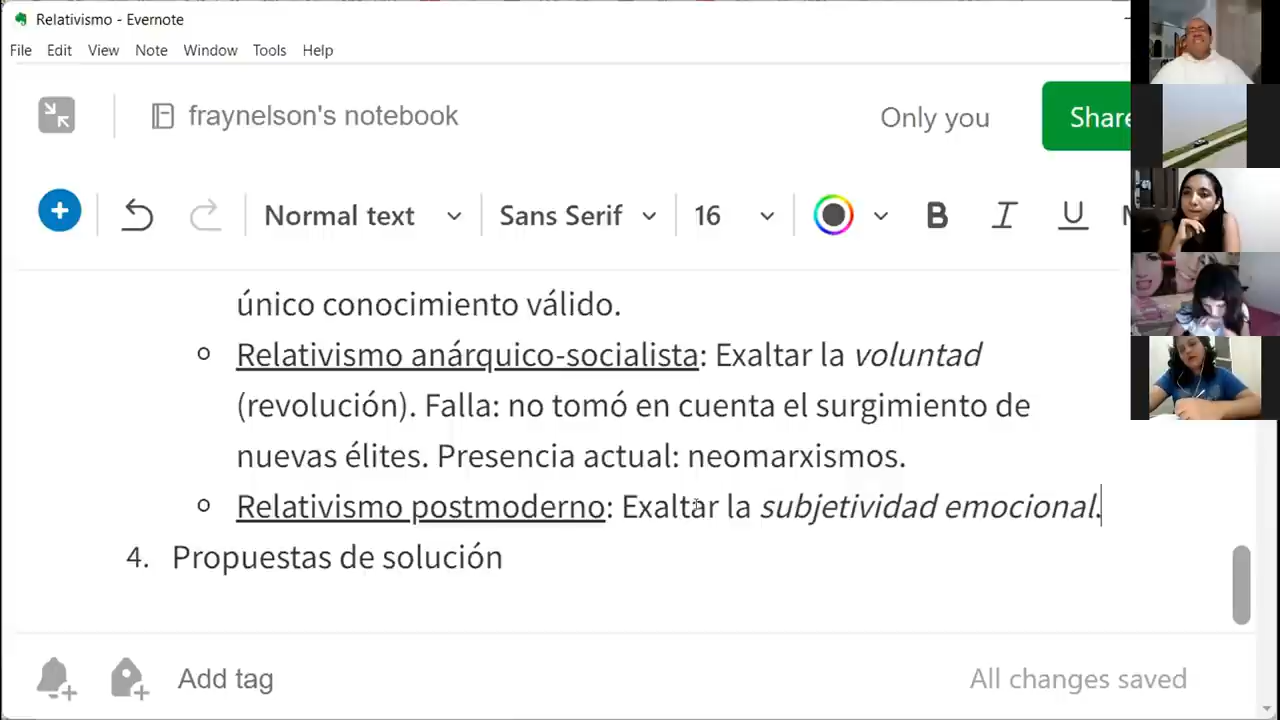 Relativismo - Evernote
File Edit View Note Window Tools Help
fraynelson's notebook
Only you
Share
Normal text
Sans Serif
16
B I U
único conocimiento válido.
Relativismo anárquico-socialista: Exaltar la voluntad
(revolución). Falla: no tomó en cuenta el surgimiento de
nuevas élites. Presencia actual: neomarxismos.
Relativismo postmoderno: Exaltar la subjetividad emocional.
4. Propuestas de solución
Add tag
All changes saved